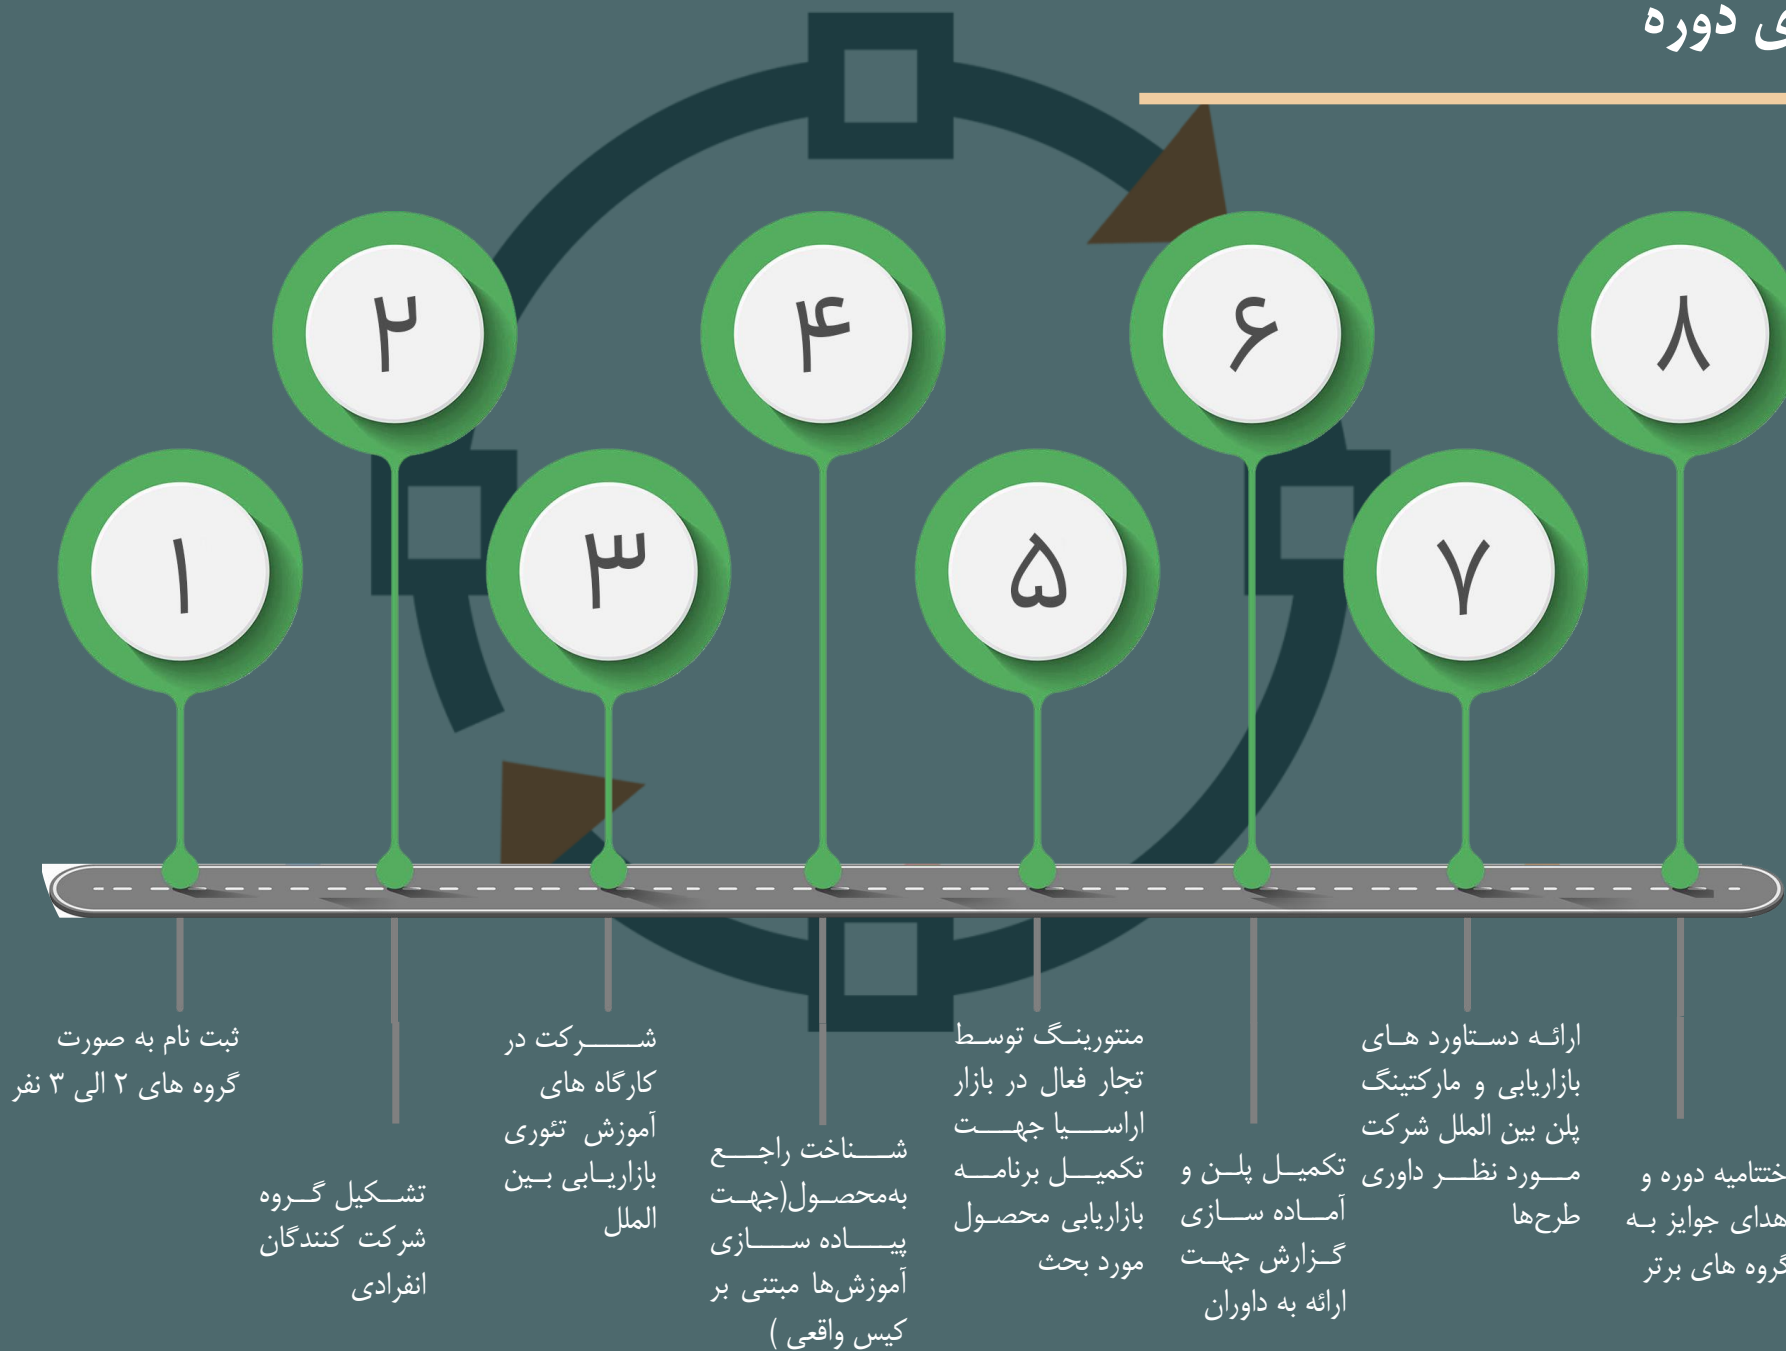 ی دوره
۱
۲
۳
۴
۵
۶
۷
۸
ثبت نام به صورت
گروه های ۲ الی ۳ نفر
تشکیل گروه
شرکت کنندگان
انفرادی
شرکت در
کارگاه های
آموزش تئوری
بازاریابی بین
الملل
شناخت راجع
به‌محصول(جهت
پیاده سازی
آموزش‌ها مبتنی بر
کیس واقعی )
منتورینگ توسط
تجار فعال در بازار
اراسیا جهت
تکمیل برنامه
بازاریابی محصول
مورد بحث
تکمیل پلن و
آماده سازی
گزارش جهت
ارائه به داوران
ارائه دستاورد های
بازاریابی و مارکتینگ
پلن بین الملل شرکت
مورد نظر داوری
طرح‌ها
ختتامیه دوره و
هدای جوایز به
گروه های برتر